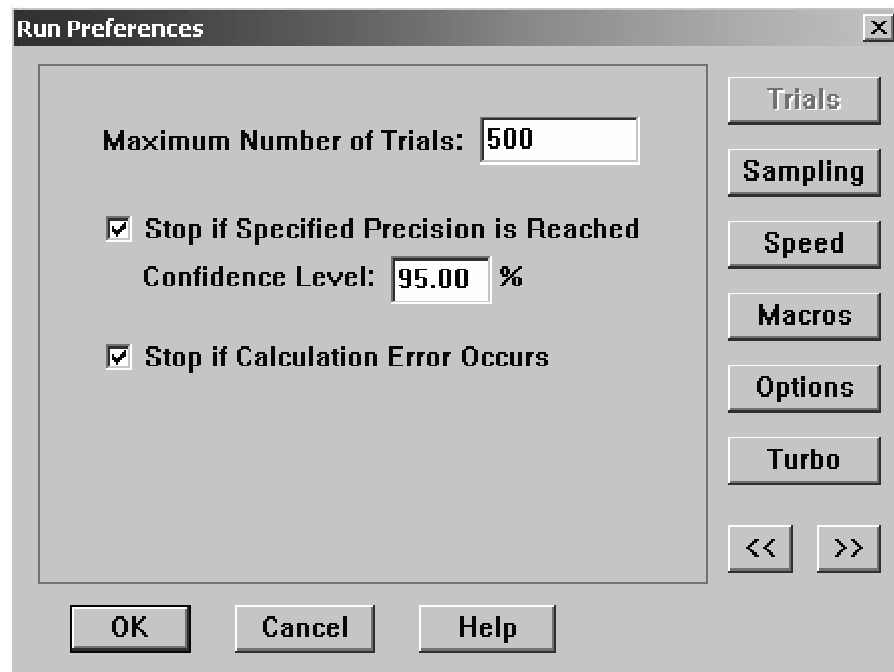 Run Preferences
Maximum Number of Trials: 500
Stop if Specified Precision is Reached
Confidence Level: 95.00 %
Stop if Calculation Error Occurs
Trials
Sampling
Speed
Macros
Options
Turbo
<< >>
OK Cancel Help